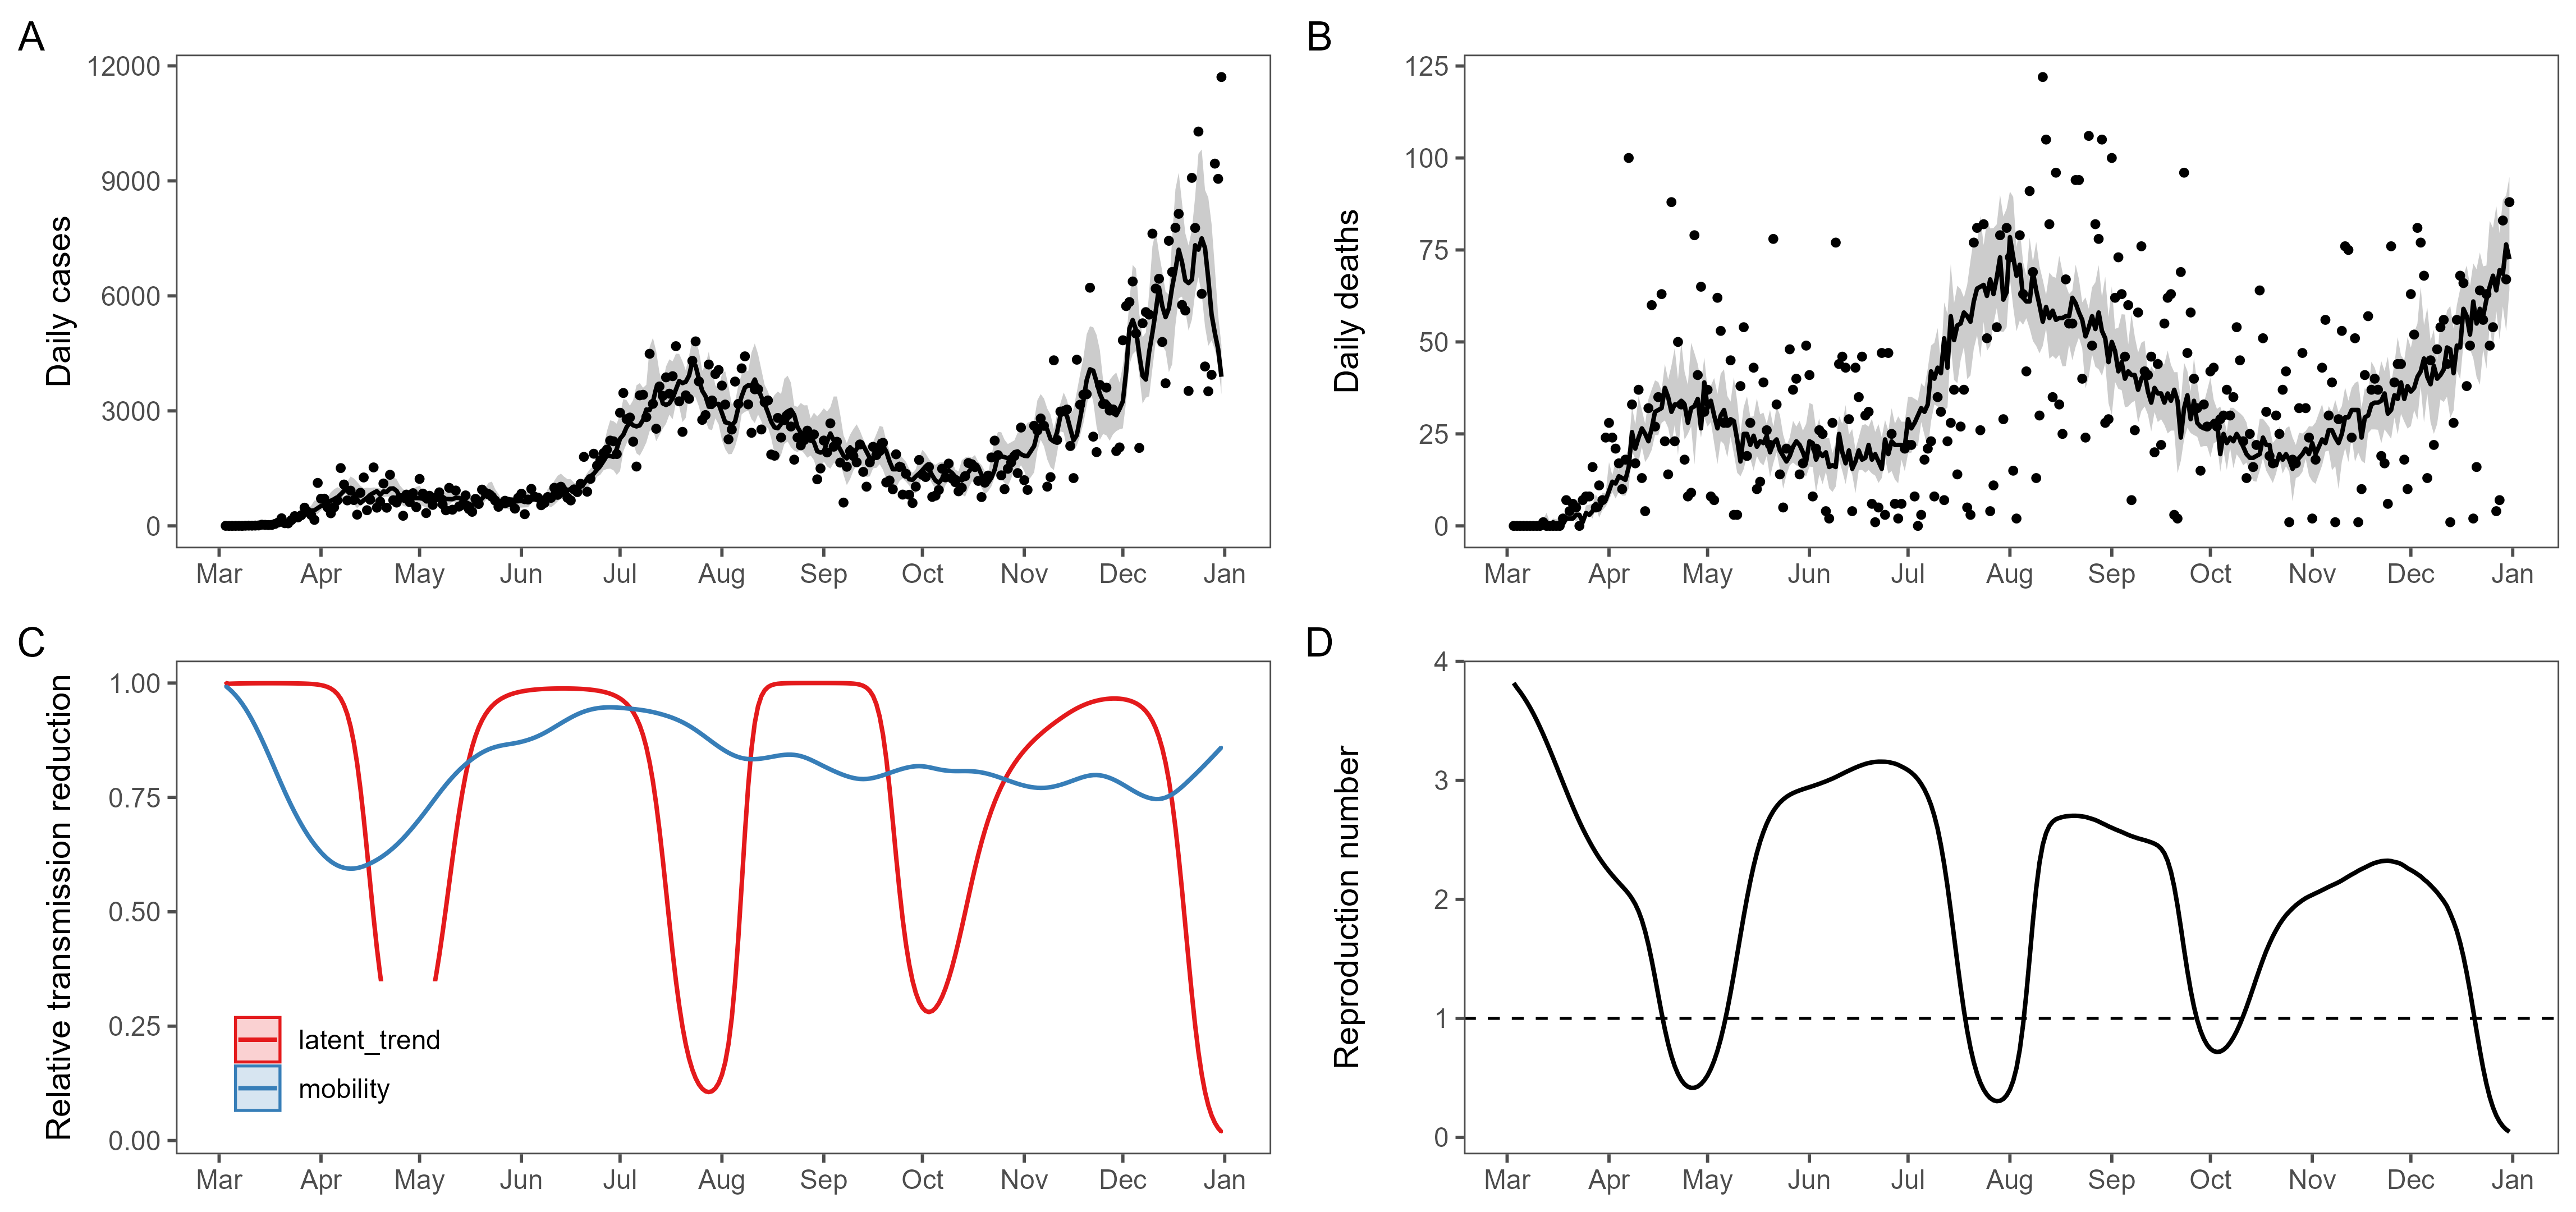 A
Daily cases
12000
9000
6000
3000
0
Mar Apr May Jun Jul Aug Sep Oct Nov Dec Jan
B
Daily deaths
125
100
75
50
25
0
Mar Apr May Jun Jul Aug Sep Oct Nov Dec Jan
C
Relative transmission reduction
1.00
0.75
0.50
0.25
0.00
latent_trend
mobility
Mar Apr May Jun Jul Aug Sep Oct Nov Dec Jan
D
Reproduction number
4
3
2
1
0
Mar Apr May Jun Jul Aug Sep Oct Nov Dec Jan